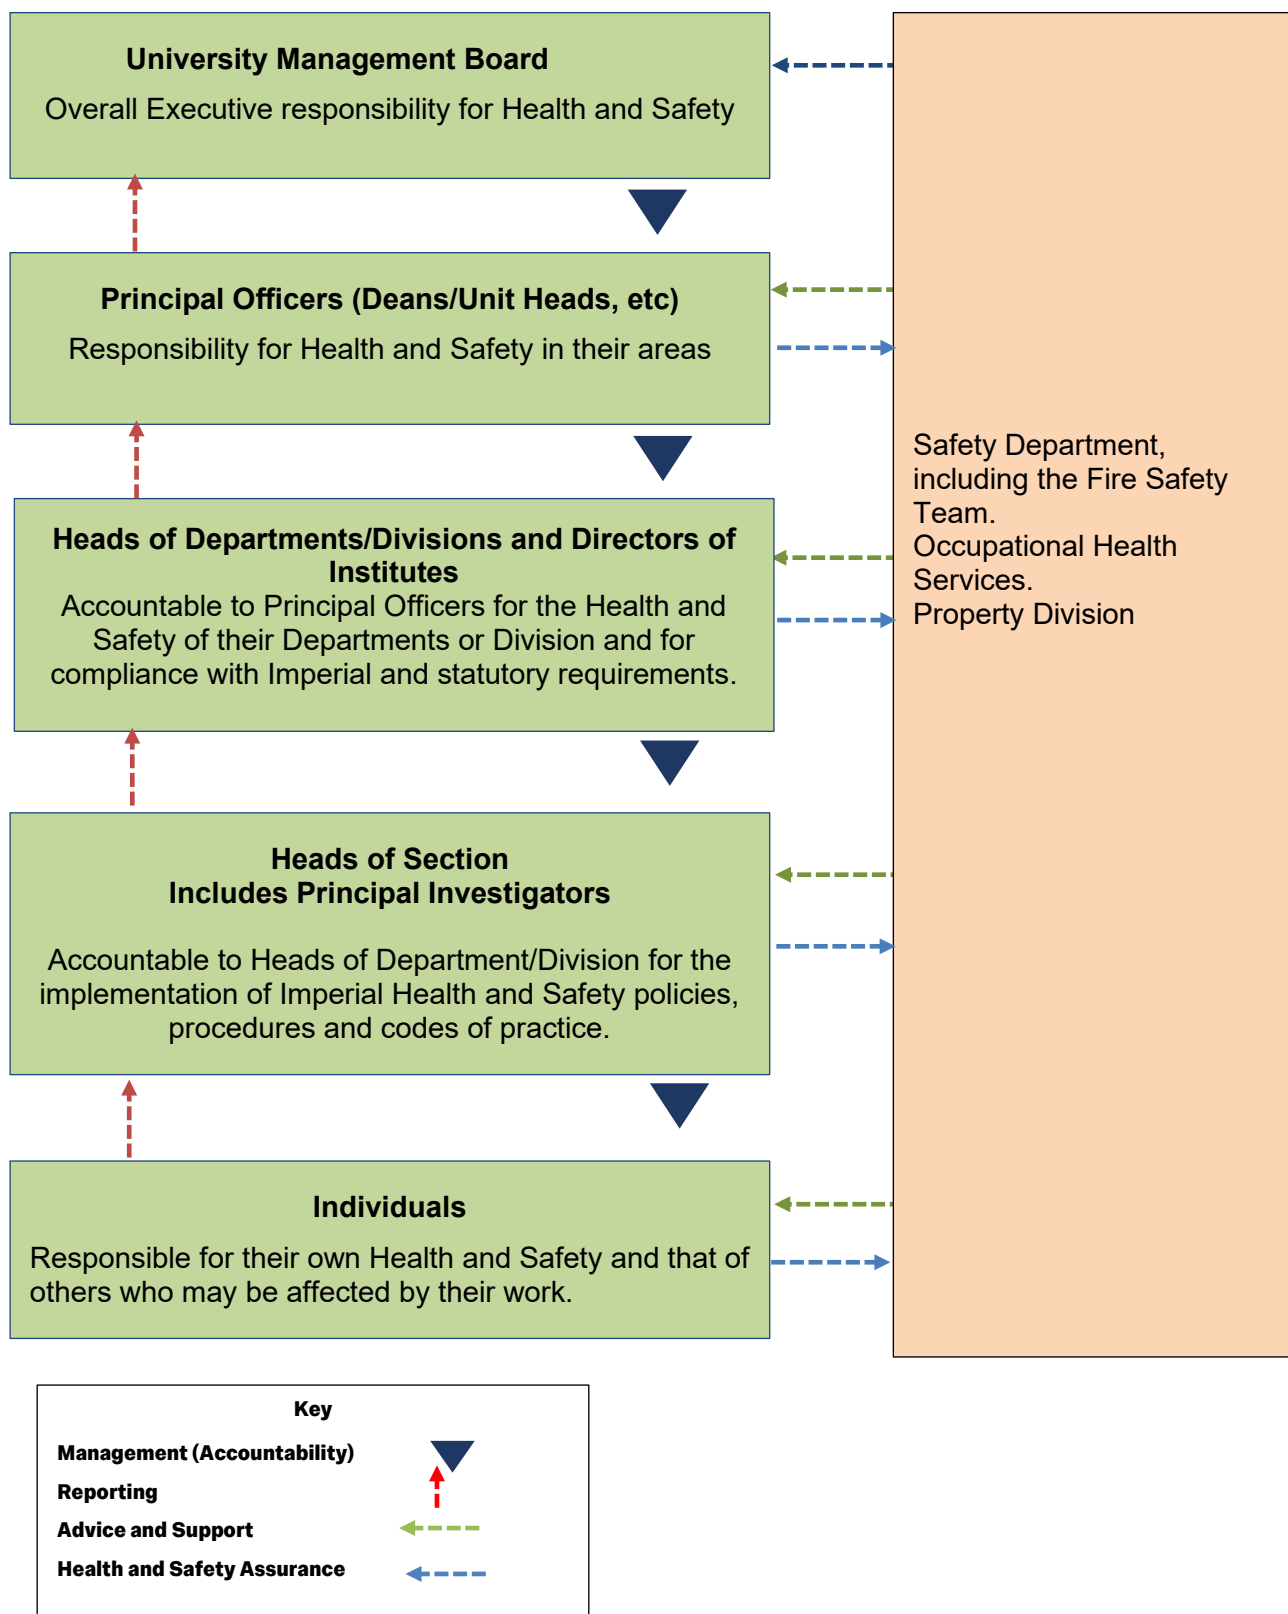 University Management Board
Overall Executive responsibility for Health and Safety
Principal Officers (Deans/Unit Heads, etc)
Responsibility for Health and Safety in their areas
Heads of Departments/Divisions and Directors of
Institutes
Accountable to Principal Officers for the Health and
Safety of their Departments or Division and for
compliance with Imperial and statutory requirements.
Heads of Section
Includes Principal Investigators
Accountable to Heads of Department/Division for the
implementation of Imperial Health and Safety policies,
procedures and codes of practice.
Individuals
Responsible for their own Health and Safety and that of
others who may be affected by their work.
Safety Department,
including the Fire Safety
Team.
Occupational Health
Services.
Property Division
Key
Management (Accountability)
Reporting
Advice and Support
Health and Safety Assurance